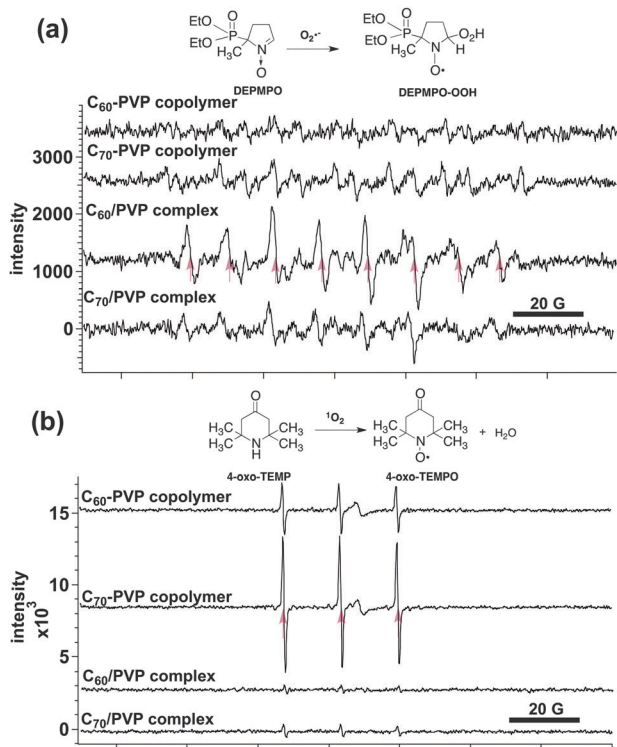 (a)
EtO
O
P
EtO
H₃C
N
O
DEPMPO
O₂•⁻
EtO
O
P
EtO
H₃C
N
H
O₂H
O•
DEPMPO-OOH
C₆₀-PVP copolymer
3000
C₇₀-PVP copolymer
2000
C₆₀/PVP complex
intensity
1000
C₇₀/PVP complex
20 G
0
(b)
O
H₃C
CH₃
H₃C
N
CH₃
H
4-oxo-TEMP
¹O₂
O
H₃C
CH₃
H₃C
N
CH₃
O•
+ H₂O
4-oxo-TEMPO
C₆₀-PVP copolymer
15
10
C₇₀-PVP copolymer
intensity
x10³
5
C₆₀/PVP complex
C₇₀/PVP complex
20 G
0